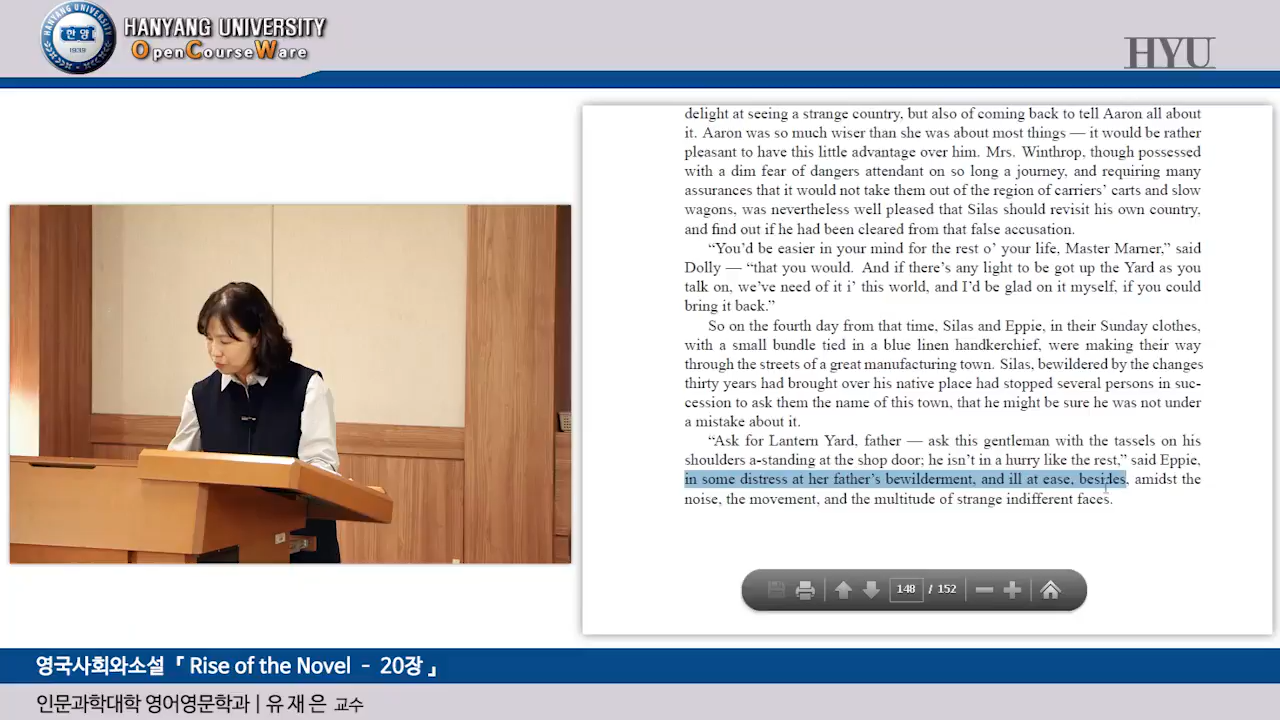 HANYANG UNIVERSITY
OpenCourseWare
한양
1939
HYU
delight at seeing a strange country, but also of coming back to tell Aaron all about
it. Aaron was so much wiser than she was about most things — it would be rather
pleasant to have this little advantage over him. Mrs. Winthrop, though possessed
with a dim fear of dangers attendant on so long a journey, and requiring many
assurances that it would not take them out of the region of carriers’ carts and slow
wagons, was nevertheless well pleased that Silas should revisit his own country,
and find out if he had been cleared from that false accusation.
“You’d be easier in your mind for the rest o’ your life, Master Marner,” said
Dolly — “that you would. And if there’s any light to be got up the Yard as you
talk on, we’ve need of it i’ this world, and I’d be glad on it myself, if you could
bring it back.”
So on the fourth day from that time, Silas and Eppie, in their Sunday clothes,
with a small bundle tied in a blue linen handkerchief, were making their way
through the streets of a great manufacturing town. Silas, bewildered by the changes
thirty years had brought over his native place had stopped several persons in suc-
cession to ask them the name of this town, that he might be sure he was not under
a mistake about it.
“Ask for Lantern Yard, father — ask this gentleman with the tassels on his
shoulders a-standing at the shop door; he isn’t in a hurry like the rest,” said Eppie,
in some distress at her father’s bewilderment, and ill at ease, besides, amidst the
noise, the movement, and the multitude of strange indifferent faces.
148 / 152
영국사회와소설 「 Rise of the Novel - 20장 」
인문과학대학 영어영문학과 | 유 재 은 교수